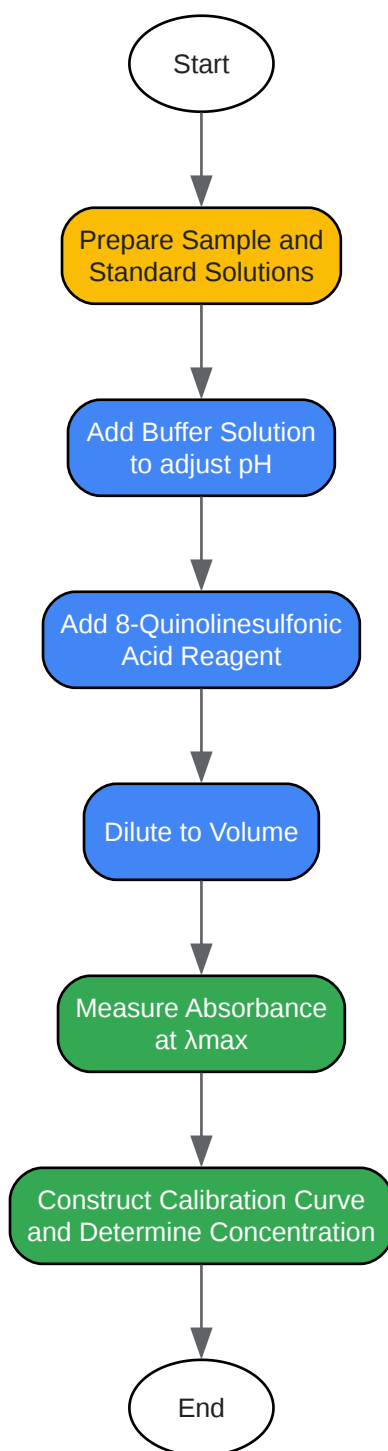 Start
Prepare Sample and
Standard Solutions
Add Buffer Solution
to adjust pH
Add 8-Quinolinesulfonic
Acid Reagent
Dilute to Volume
Measure Absorbance
at λmax
Construct Calibration Curve
and Determine Concentration
End